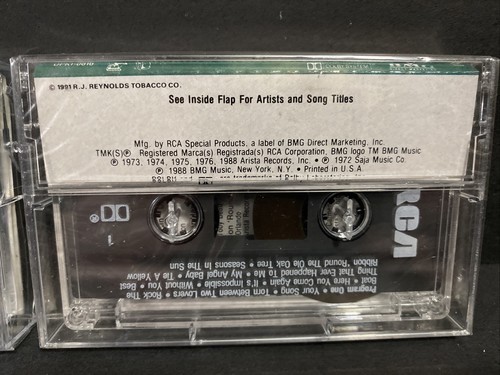 © 1991 R.J. REYNOLDS TOBACCO CO.
See Inside Flap For Artists and Song Titles
Mfg. by RCA Special Products, a label of BMG Direct Marketing, Inc.
TMK(S)® Registered Marca(s) Registrada(s) RCA Corporation, BMG logo TM BMG Music
℗ 1973, 1974, 1975, 1976, 1988 Arista Records, Inc. • ℗ 1972 Saja Music Co.
℗ 1988 BMG Music, New York, N.Y. • Printed in U.S.A.
RCA
Program One Your Song • Torn Between Two Lovers • Rock The
Boat • Here You Come Again • It's Impossible • Without You • Best
Thing that Ever Happened To Me • My Angel Baby • Tie A Yellow
Ribbon 'Round The Ole Oak Tree • Seasons In The Sun